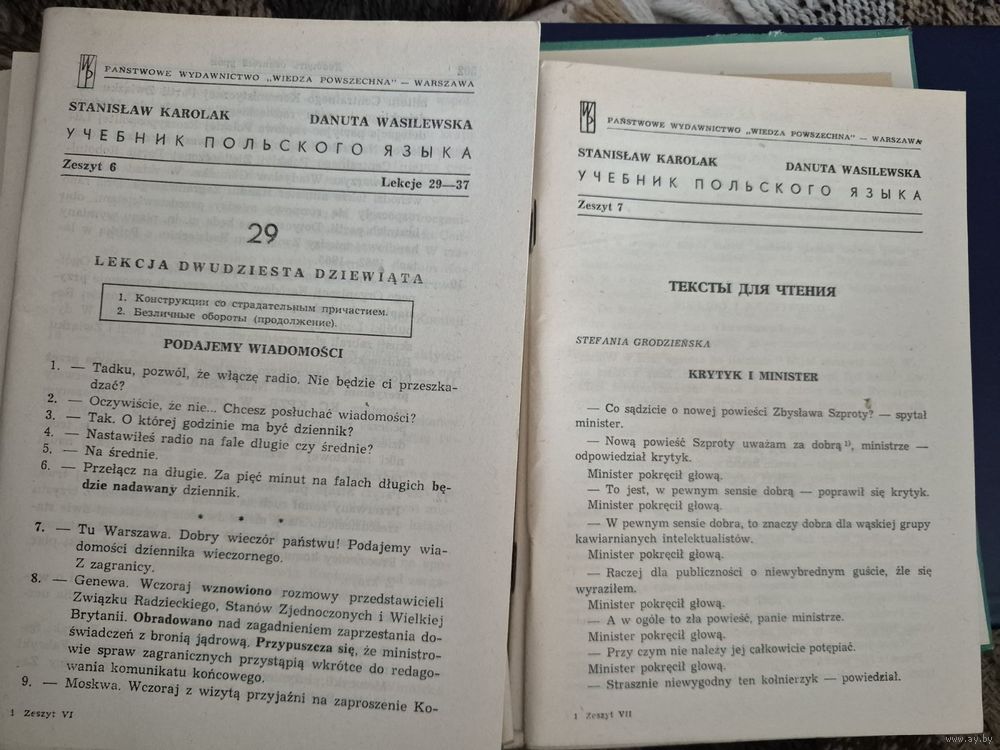 PAŃSTWOWE WYDAWNICTWO „WIEDZA POWSZECHNA" — WARSZAWA
STANISŁAW KAROLAK DANUTA WASILEWSKA
УЧЕБНИК ПОЛЬСКОГО ЯЗЫКА
Zeszyt 6 Lekcje 29—37
29
LEKCJA DWUDZIESTA DZIEWIĄTA
1. Конструкции со страдательным причастием.
2. Безличные обороты (продолжение).
PODAJEMY WIADOMOŚCI
1. — Tadku, pozwól, że włączę radio. Nie będzie ci przeszka-
dzać?
2. — Oczywiście, że nie... Chcesz posłuchać wiadomości?
3. — Tak. O której godzinie ma być dziennik?
4. — Nastawiłeś radio na fale długie czy średnie?
5. — Na średnie.
6. — Przełącz na długie. Za pięć minut na falach długich bę-
dzie nadawany dziennik.
* * *
7. — Tu Warszawa. Dobry wieczór państwu! Podajemy wia-
domości dziennika wieczornego.
Z zagranicy.
8. — Genewa. Wczoraj wznowiono rozmowy przedstawicieli
Związku Radzieckiego, Stanów Zjednoczonych i Wielkiej
Brytanii. Obradowano nad zagadnieniem zaprzestania do-
świadczeń z bronią jądrową. Przypuszcza się, że ministro-
wie spraw zagranicznych przystąpią wkrótce do redago-
wania komunikatu końcowego.
9. — Moskwa. Wczoraj z wizytą przyjaźni na zaproszenie Ko-
1 Zeszyt VI
PAŃSTWOWE WYDAWNICTWO „WIEDZA POWSZECHNA" — WARSZAWA
STANISŁAW KAROLAK DANUTA WASILEWSKA
УЧЕБНИК ПОЛЬСКОГО ЯЗЫКА
Zeszyt 7
ТЕКСТЫ ДЛЯ ЧТЕНИЯ
STEFANIA GRODZIEŃSKA
KRYTYK I MINISTER
— Co sądzicie o nowej powieści Zbysława Szproty? — spytał
minister.
— Nową powieść Szproty uważam za dobrą ¹⁾, ministrze —
odpowiedział krytyk.
Minister pokręcił głową.
— To jest, w pewnym sensie dobrą — poprawił się krytyk.
Minister pokręcił głową.
— W pewnym sensie dobra, to znaczy dobra dla wąskiej grupy
kawiarnianych intelektualistów.
Minister pokręcił głową.
— Raczej dla publiczności o niewybrednym guście, źle się
wyraziłem.
Minister pokręcił głową.
— A w ogóle to zła powieść, panie ministrze.
Minister pokręcił głową.
— Przy czym nie należy jej całkowicie potępiać.
Minister pokręcił głową.
— Strasznie niewygodny ten kołnierzyk — powiedział.
1 Zeszyt VII
www.ay.by